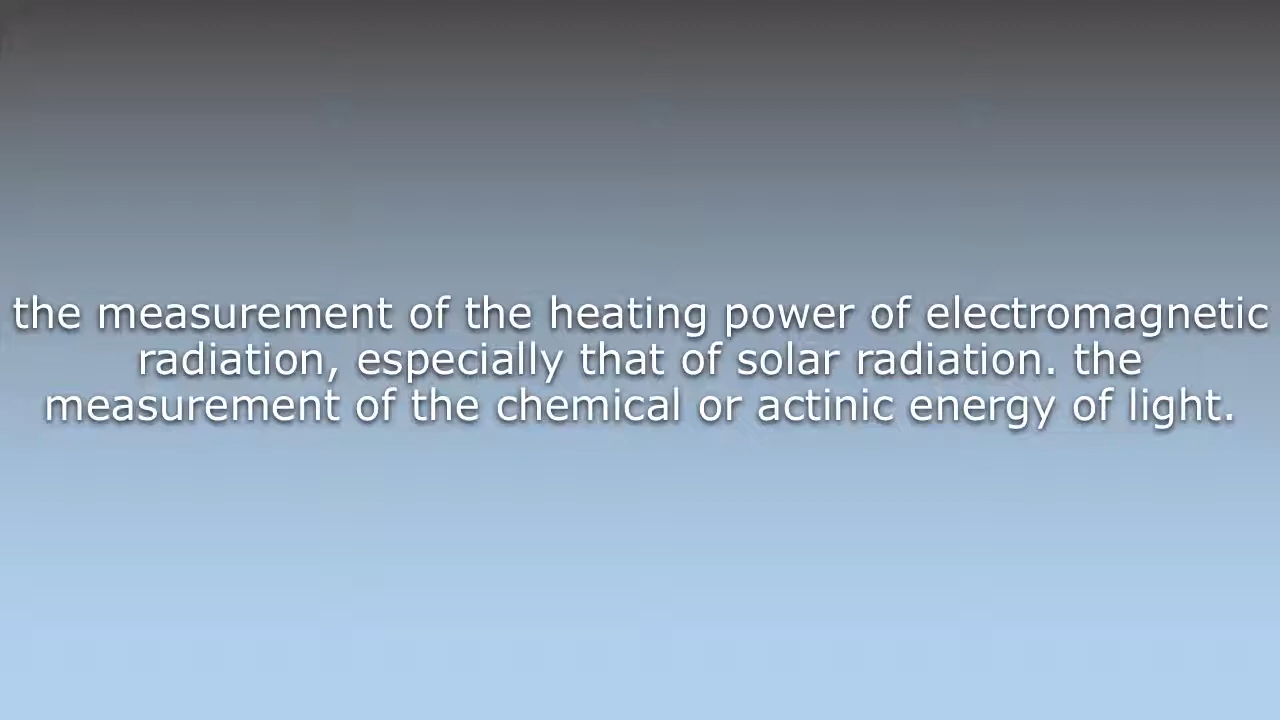 the measurement of the heating power of electromagnetic
radiation, especially that of solar radiation. the
measurement of the chemical or actinic energy of light.